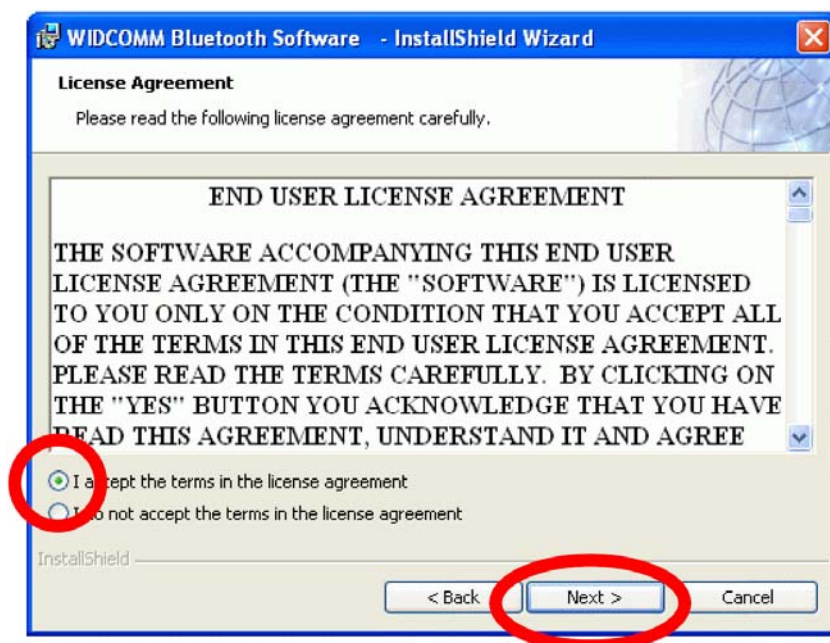 WIDCOMM Bluetooth Software - InstallShield Wizard
License Agreement
Please read the following license agreement carefully.
END USER LICENSE AGREEMENT
THE SOFTWARE ACCOMPANYING THIS END USER
LICENSE AGREEMENT (THE "SOFTWARE") IS LICENSED
TO YOU ONLY ON THE CONDITION THAT YOU ACCEPT ALL
OF THE TERMS IN THIS END USER LICENSE AGREEMENT.
PLEASE READ THE TERMS CAREFULLY. BY CLICKING ON
THE "YES" BUTTON YOU ACKNOWLEDGE THAT YOU HAVE
READ THIS AGREEMENT, UNDERSTAND IT AND AGREE
I accept the terms in the license agreement
I do not accept the terms in the license agreement
InstallShield
< Back Next > Cancel